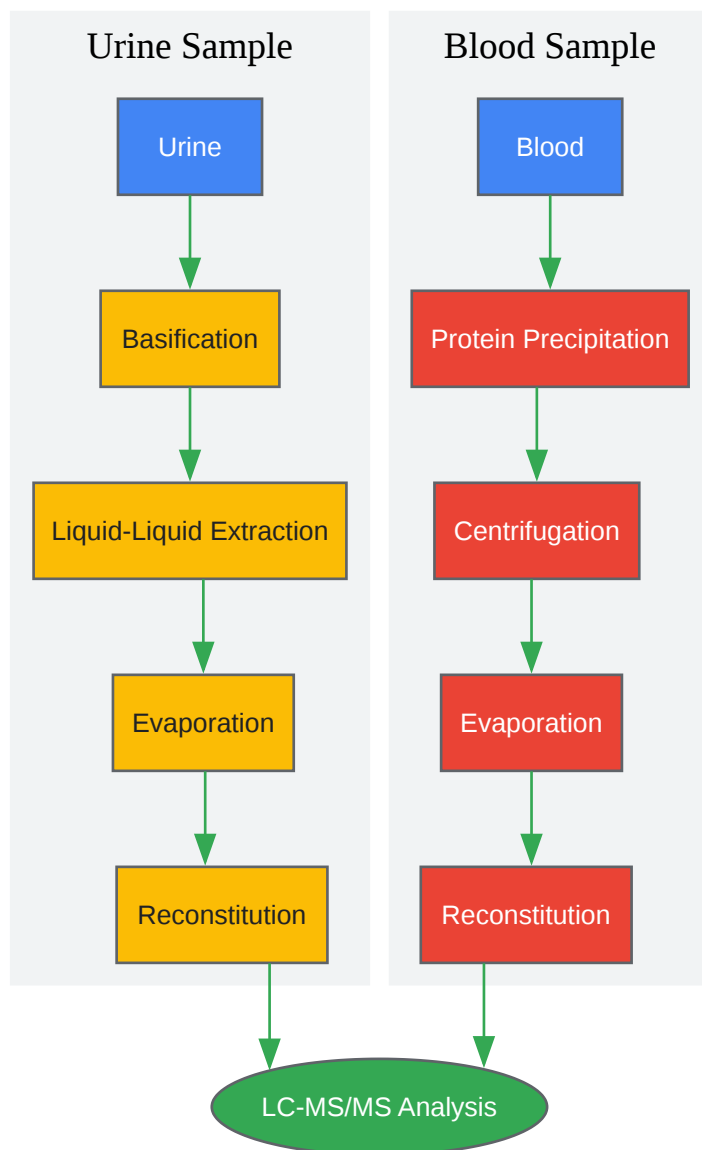 Urine Sample
Urine
Basification
Liquid-Liquid Extraction
Evaporation
Reconstitution
Blood Sample
Blood
Protein Precipitation
Centrifugation
Evaporation
Reconstitution
LC-MS/MS Analysis